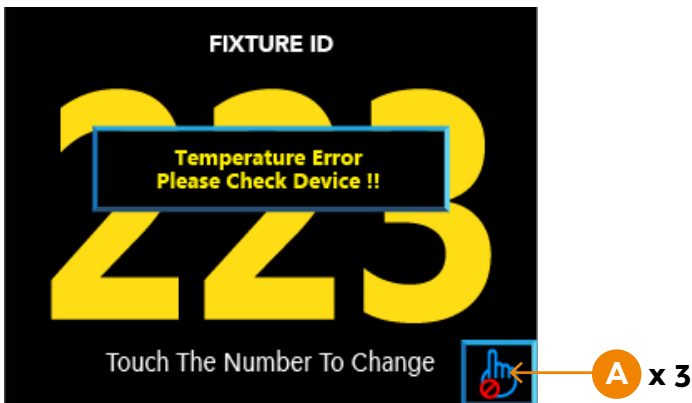 FIXTURE ID
223
Temperature Error
Please Check Device !!
Touch The Number To Change
A x 3